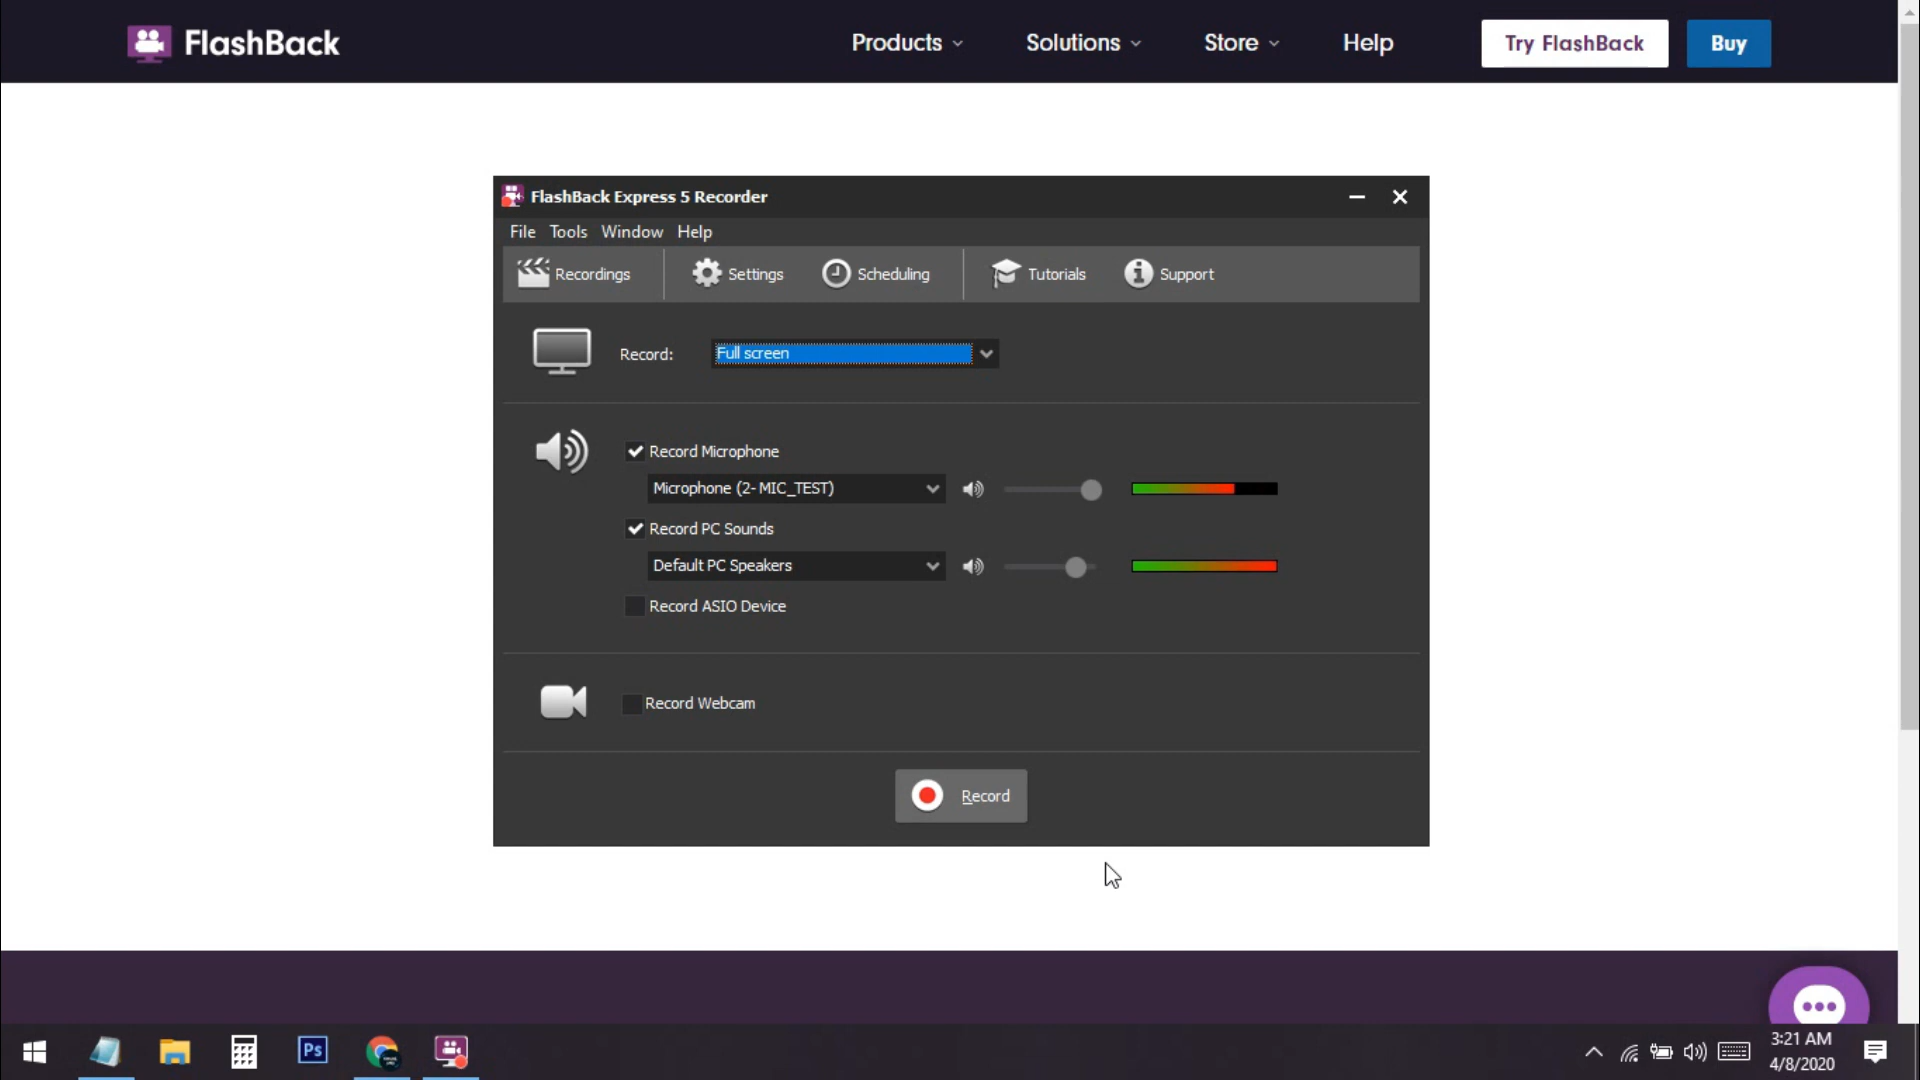 FlashBack
Products
Solutions
Store
Help
Try FlashBack
Buy
FlashBack Express 5 Recorder
File Tools Window Help
Recordings
Settings
Scheduling
Tutorials
Support
Record:
Full screen
Record Microphone
Microphone (2- MIC_TEST)
Record PC Sounds
Default PC Speakers
Record ASIO Device
Record Webcam
Record
Ps
3:21 AM
4/8/2020